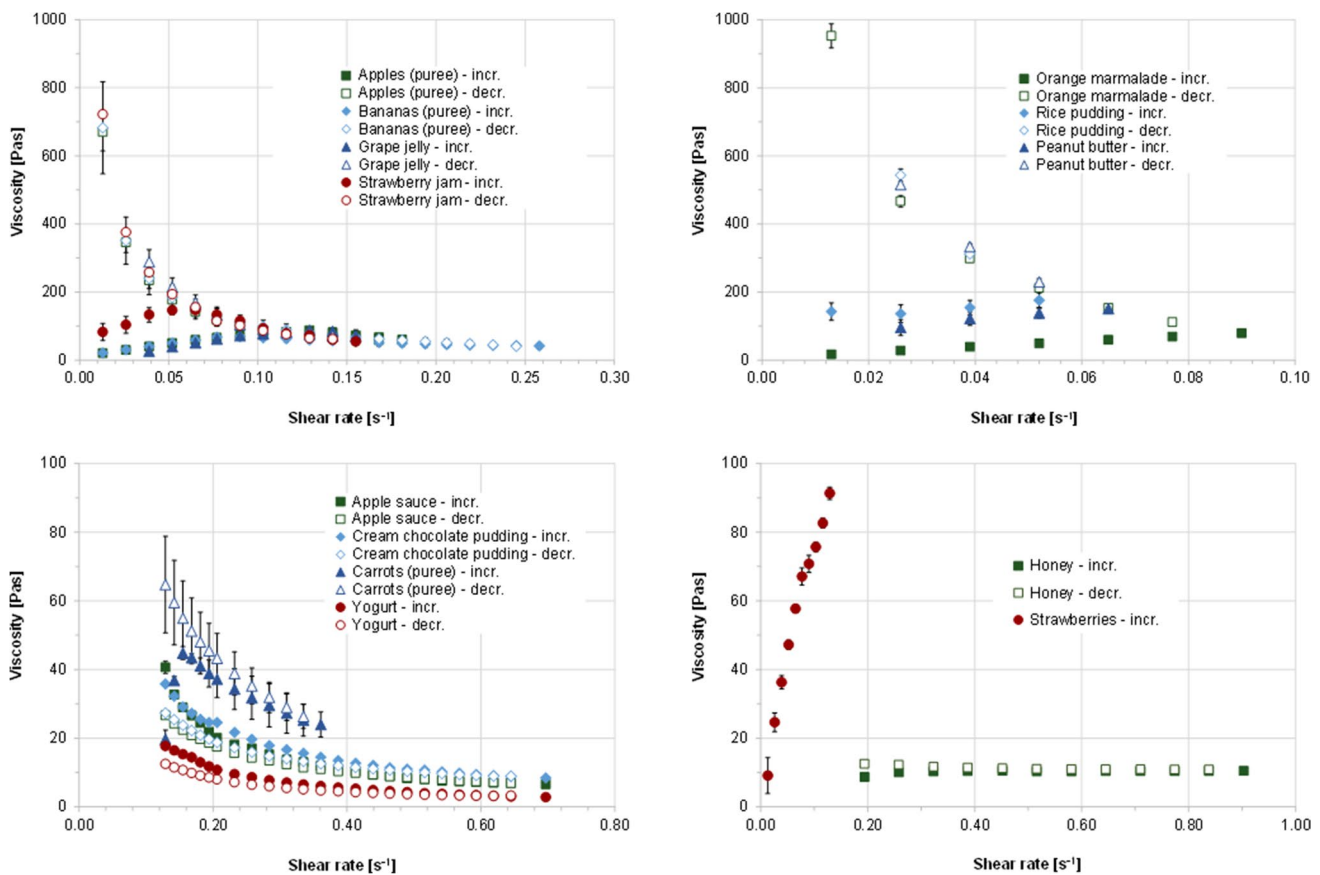 1000
800
600
400
200
0
Viscosity [Pas]
Apples (puree) - incr.
Apples (puree) - decr.
Bananas (puree) - incr.
Bananas (puree) - decr.
Grape jelly - incr.
Grape jelly - decr.
Strawberry jam - incr.
Strawberry jam - decr.
0.00 0.05 0.10 0.15 0.20 0.25 0.30
Shear rate [s⁻¹]
1000
800
600
400
200
0
Viscosity [Pas]
Orange marmalade - incr.
Orange marmalade - decr.
Rice pudding - incr.
Rice pudding - decr.
Peanut butter - incr.
Peanut butter - decr.
0.00 0.02 0.04 0.06 0.08 0.10
Shear rate [s⁻¹]
100
80
60
40
20
0
Viscosity [Pas]
Apple sauce - incr.
Apple sauce - decr.
Cream chocolate pudding - incr.
Cream chocolate pudding - decr.
Carrots (puree) - incr.
Carrots (puree) - decr.
Yogurt - incr.
Yogurt - decr.
0.00 0.20 0.40 0.60 0.80
Shear rate [s⁻¹]
100
80
60
40
20
0
Viscosity [Pas]
Honey - incr.
Honey - decr.
Strawberries - incr.
0.00 0.20 0.40 0.60 0.80 1.00
Shear rate [s⁻¹]